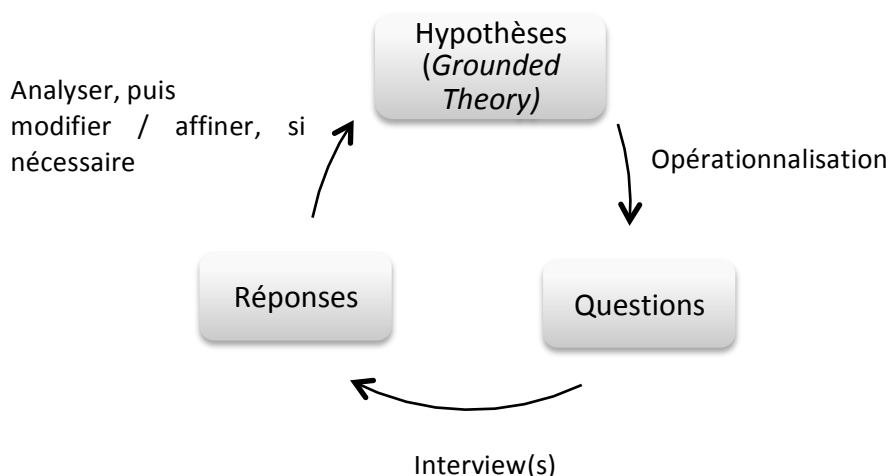 Hypothèses
(Grounded
Theory)
Analyser, puis
modifier / affiner, si
nécessaire
Opérationnalisation
Réponses
Questions
Interview(s)